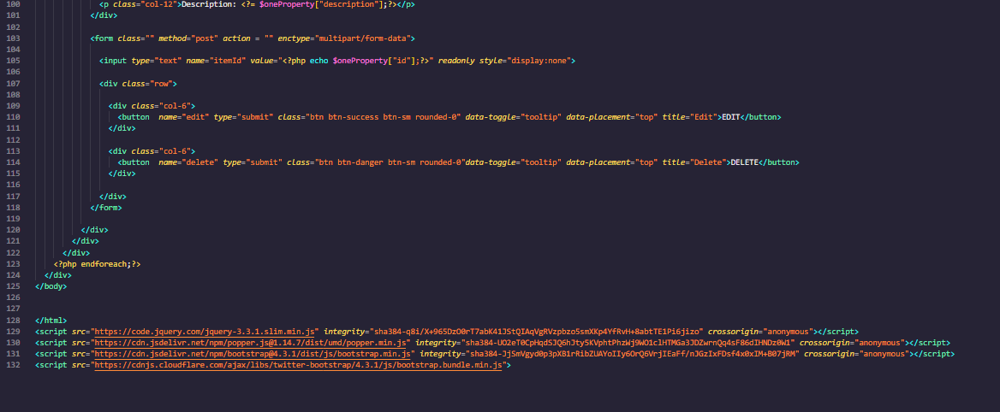 100 <p class="col-12">Description: <?= $oneProperty["description"];?></p>
101 </div>
102
103 <form class="" method="post" action = "" enctype="multipart/form-data">
104
105 <input type="text" name="itemId" value="<?php echo $oneProperty["id"];?>" readonly style="display:none">
106
107 <div class="row">
108
109 <div class="col-6">
110 <button  name="edit" type="submit" class="btn btn-success btn-sm rounded-0" data-toggle="tooltip" data-placement="top" title="Edit">EDIT</button>
111 </div>
112
113 <div class="col-6">
114 <button  name="delete" type="submit" class="btn btn-danger btn-sm rounded-0"data-toggle="tooltip" data-placement="top" title="Delete">DELETE</button>
115 </div>
116
117 </div>
118 </form>
119
120 </div>
121 </div>
122 </div>
123 <?php endforeach;?>
124 </div>
125 </body>
126
127
128 </html>
129 <script src="https://code.jquery.com/jquery-3.3.1.slim.min.js" integrity="sha384-q8i/X+965DzO0rT7abK41JStQIAqVgRVzpbzo5smXKp4YfRvH+8abtTE1Pi6jizo" crossorigin="anonymous"></script>
130 <script src="https://cdn.jsdelivr.net/npm/popper.js@1.14.7/dist/umd/popper.min.js" integrity="sha384-UO2eT0CpHqdSJQ6hJty5KVphtPhzWj9WO1clHTMGa3JDZwrnQq4sF86dIHNDz0W1" crossorigin="anonymous"></script>
131 <script src="https://cdn.jsdelivr.net/npm/bootstrap@4.3.1/dist/js/bootstrap.min.js" integrity="sha384-JjSmVgyd0p3pXB1rRibZUAYoIIy6OrQ6VrjIEaFf/nJGzIxFDsf4x0xIM+B07jRM" crossorigin="anonymous"></script>
132 <script src="https://cdnjs.cloudflare.com/ajax/libs/twitter-bootstrap/4.3.1/js/bootstrap.bundle.min.js">